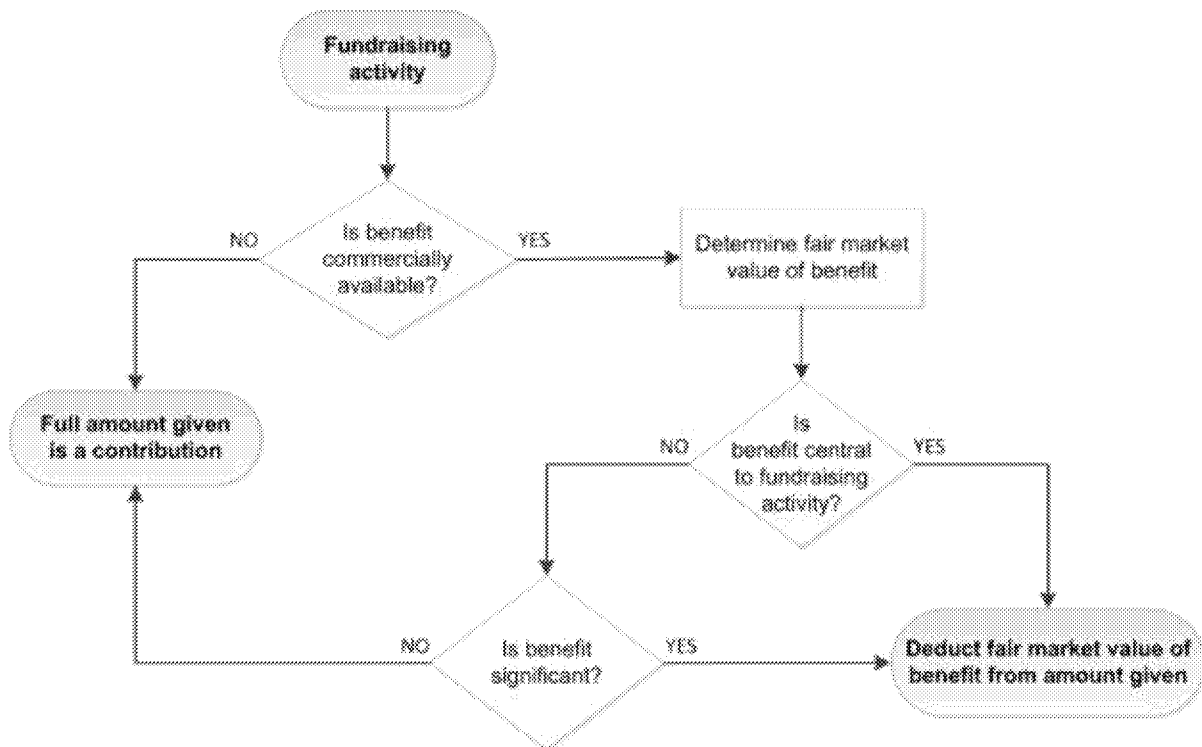 Fundraising
activity
NO
Is benefit
commercially
available?
YES
Determine fair market
value of benefit
Full amount given
is a contribution
NO
Is
benefit central
to fundraising
activity?
YES
NO
Is benefit
significant?
YES
Deduct fair market value of
benefit from amount given